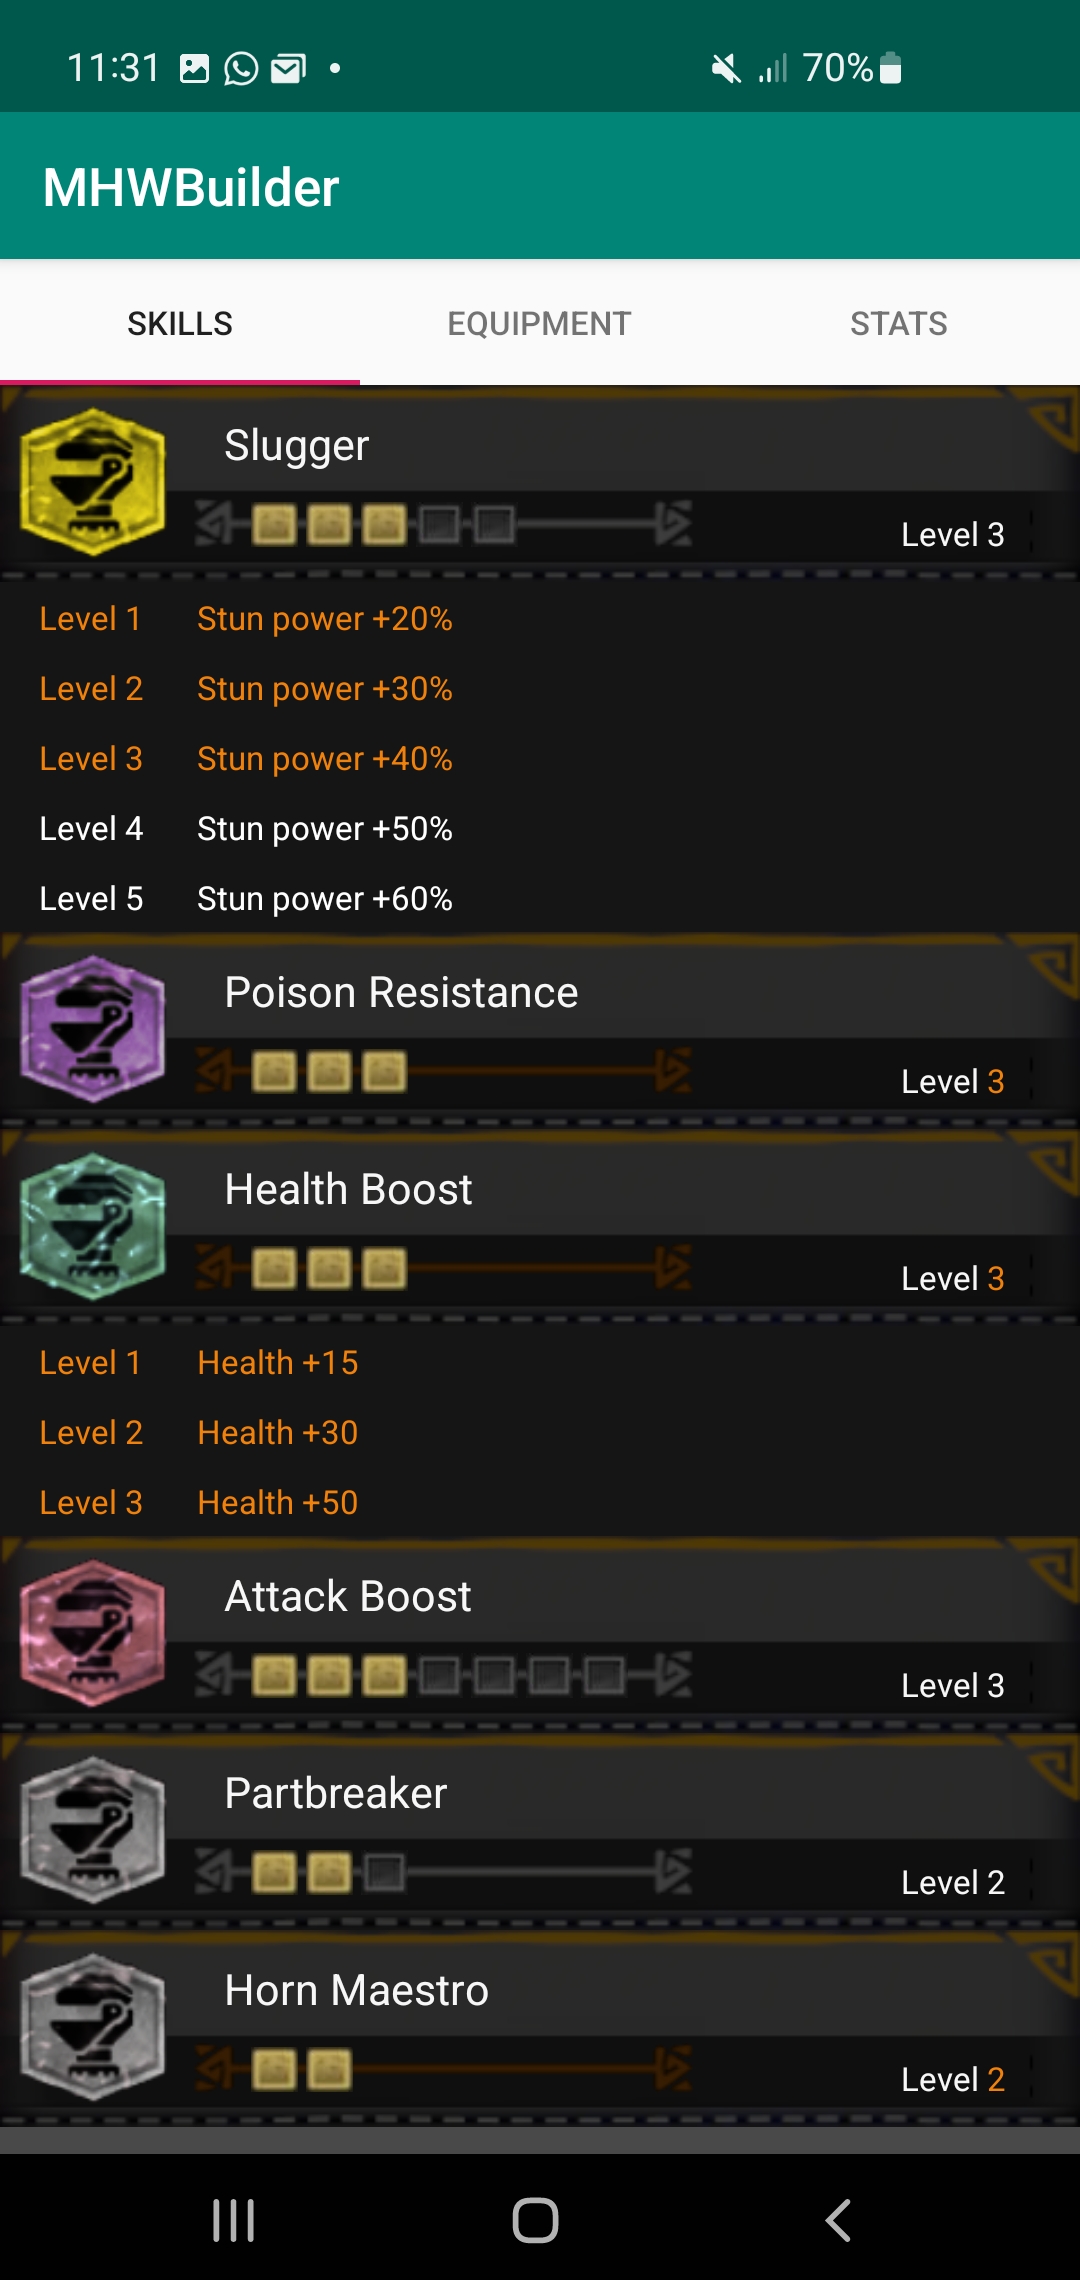 11:31
70%
MHWBuilder
SKILLS EQUIPMENT STATS
Slugger
Level 3
Level 1 Stun power +20%
Level 2 Stun power +30%
Level 3 Stun power +40%
Level 4 Stun power +50%
Level 5 Stun power +60%
Poison Resistance
Level 3
Health Boost
Level 3
Level 1 Health +15
Level 2 Health +30
Level 3 Health +50
Attack Boost
Level 3
Partbreaker
Level 2
Horn Maestro
Level 2